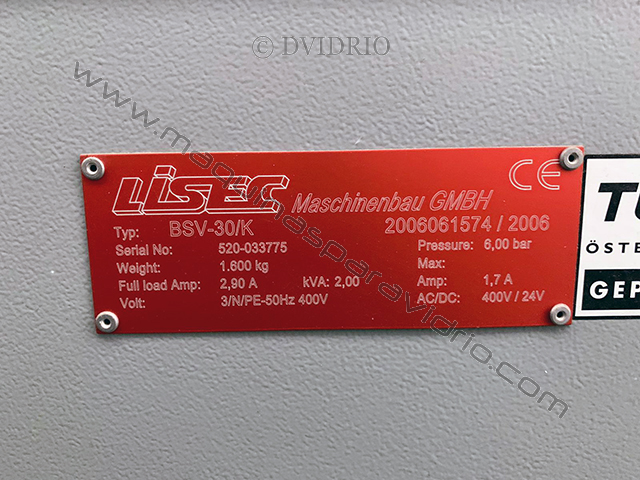 © DVIDRIO
www.maquinasparavidrio.com
LiSEC Maschinenbau GMBH CE
Typ: BSV-30/K 2006061574 / 2006
Serial No: 520-033775 Pressure: 6,00 bar
Weight: 1.600 kg Max:
Full load Amp: 2,90 A kVA: 2,00 Amp: 1,7 A
Volt: 3/N/PE-50Hz 400V AC/DC: 400V / 24V
ÖSTE
GEP